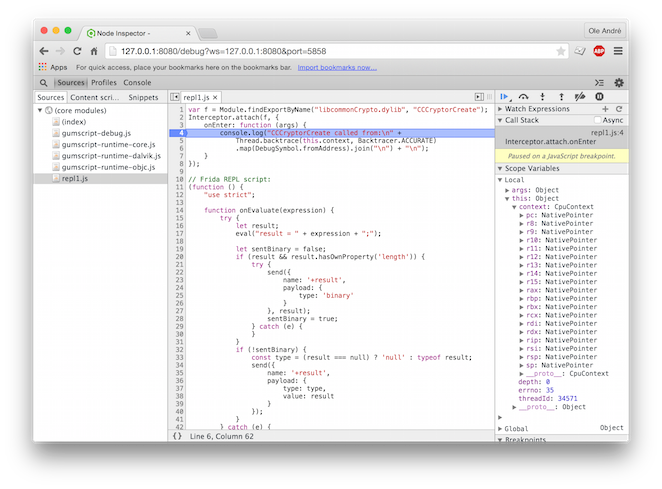 Node Inspector -
Ole André
127.0.0.1:8080/debug?ws=127.0.0.1:8080&port=5858
ABP
Apps
For quick access, place your bookmarks here on the bookmarks bar. Import bookmarks now…
Sources Profiles Console
Sources Content scri… Snippets
(core modules)
(index)
gumscript-debug.js
gumscript-runtime-core.js
gumscript-runtime-dalvik.js
gumscript-runtime-objc.js
repl1.js
repl1.js
1 var f = Module.findExportByName("libcommonCrypto.dylib", "CCCryptorCreate");
2 Interceptor.attach(f, {
3 onEnter: function (args) {
4 console.log("CCCryptorCreate called from:\n" +
5 Thread.backtrace(this.context, Backtracer.ACCURATE)
6 .map(DebugSymbol.fromAddress).join("\n") + "\n");
7 }
8 });
9
10 // Frida REPL script:
11 (function () {
12 "use strict";
13
14 function onEvaluate(expression) {
15 try {
16 let result;
17 eval("result = " + expression + ";");
18
19 let sentBinary = false;
20 if (result && result.hasOwnProperty('length')) {
21 try {
22 send({
23 name: '+result',
24 payload: {
25 type: 'binary'
26 }
27 }, result);
28 sentBinary = true;
29 } catch (e) {
30 }
31 }
32 if (!sentBinary) {
33 const type = (result === null) ? 'null' : typeof result;
34 send({
35 name: '+result',
36 payload: {
37 type: type,
38 value: result
39 }
40 });
41 }
42 } catch (e) {
{} Line 6, Column 62
Watch Expressions
Call Stack Async
repl1.js:4
Interceptor.attach.onEnter
Paused on a JavaScript breakpoint.
Scope Variables
Local
args: Object
this: Object
context: CpuContext
pc: NativePointer
r8: NativePointer
r9: NativePointer
r10: NativePointer
r11: NativePointer
r12: NativePointer
r13: NativePointer
r14: NativePointer
r15: NativePointer
rax: NativePointer
rbp: NativePointer
rbx: NativePointer
rcx: NativePointer
rdi: NativePointer
rdx: NativePointer
rip: NativePointer
rsi: NativePointer
rsp: NativePointer
sp: NativePointer
__proto__: CpuContext
depth: 0
errno: 35
threadId: 34571
__proto__: Object
Global Object
Breakpoints